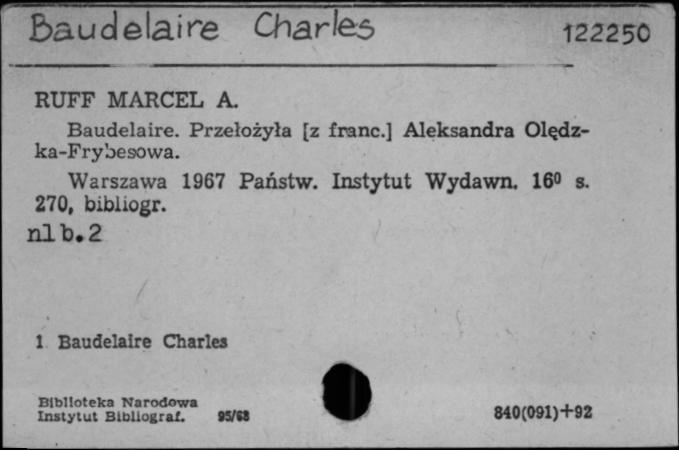 Baudelaire Charles 122250
RUFF MARCEL A.
Baudelaire. Przełożyła [z franc.] Aleksandra Olędz-
ka-Frybesowa.
Warszawa 1967 Państw. Instytut Wydawn. 16⁰ s.
270, bibliogr.
nlb.2
1 Baudelaire Charles
Biblioteka Narodowa
Instytut Bibliograf. 95/68 840(091)+92